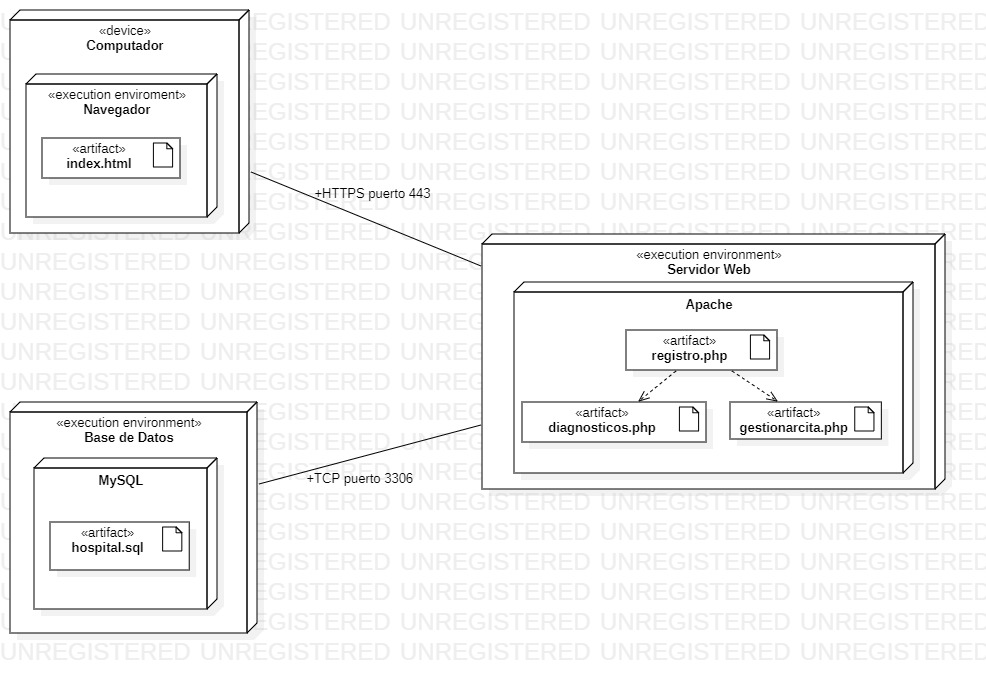 «device»
Computador
«execution enviroment»
Navegador
«artifact»
index.html
+HTTPS puerto 443
«execution environment»
Servidor Web
Apache
«artifact»
registro.php
«artifact»
diagnosticos.php
«artifact»
gestionarcita.php
«execution environment»
Base de Datos
MySQL
«artifact»
hospital.sql
+TCP puerto 3306
UNREGISTERED